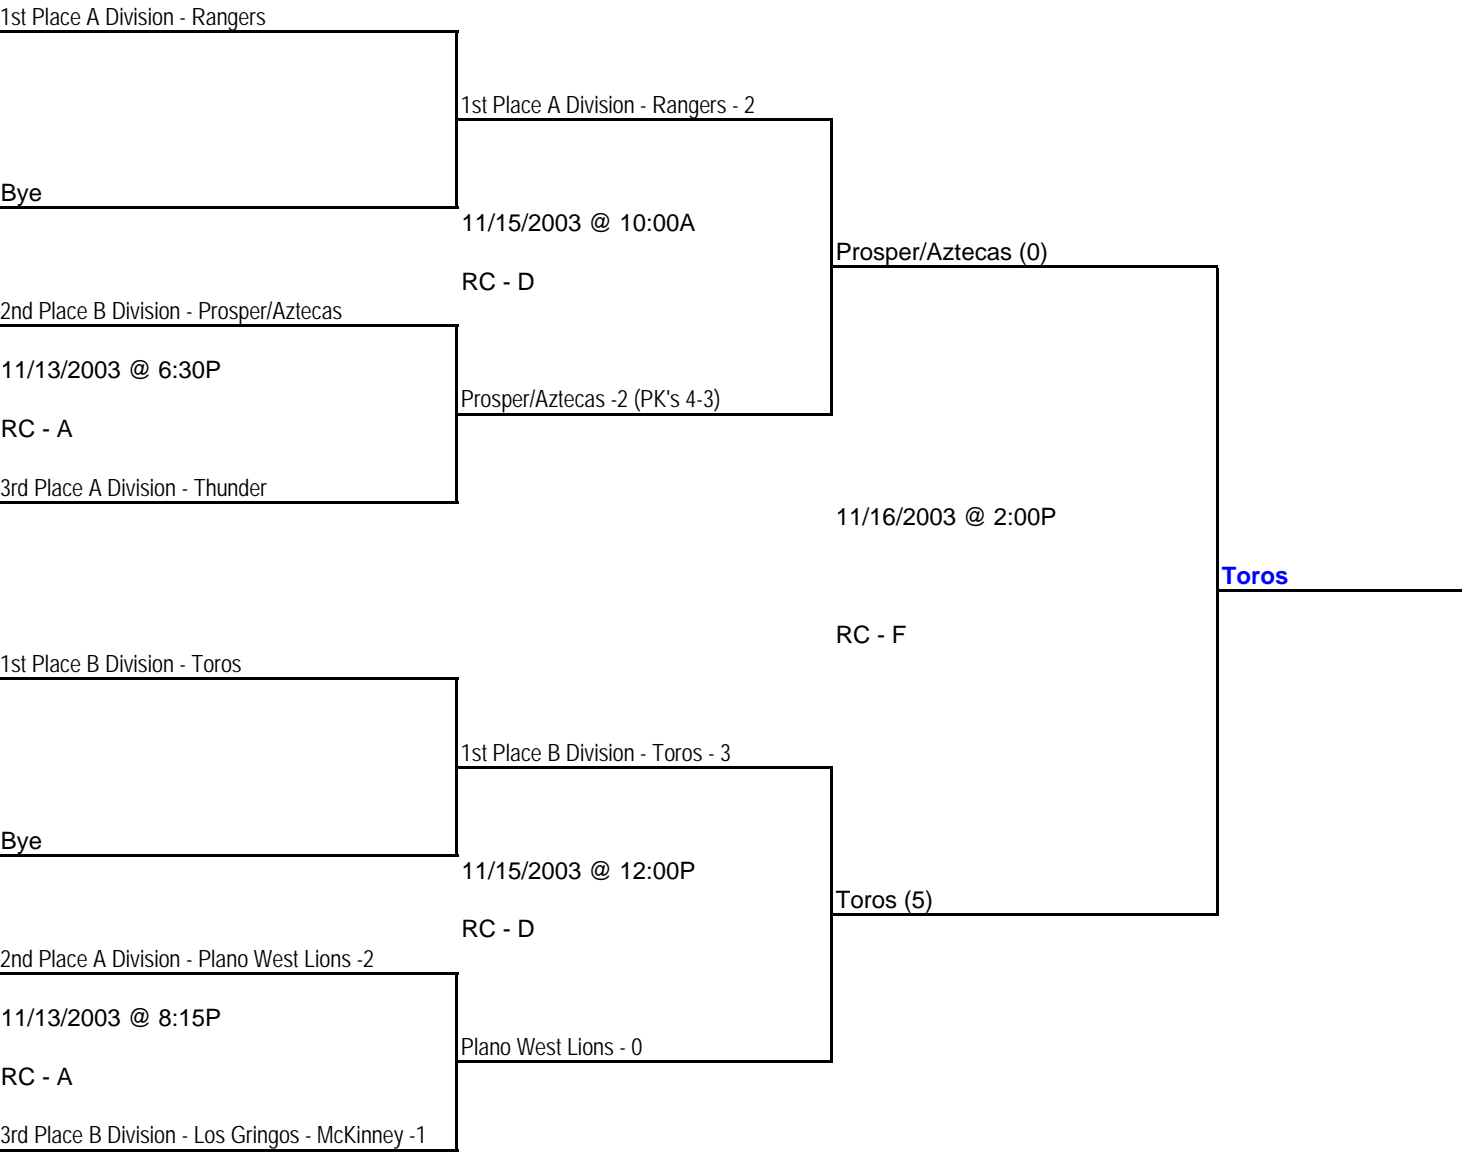 1st Place A Division - Rangers
1st Place A Division - Rangers - 2
Bye
11/15/2003 @ 10:00A
Prosper/Aztecas (0)
RC - D
2nd Place B Division - Prosper/Aztecas
11/13/2003 @ 6:30P
Prosper/Aztecas -2 (PK's 4-3)
RC - A
3rd Place A Division - Thunder
11/16/2003 @ 2:00P
Toros
RC - F
1st Place B Division - Toros
1st Place B Division - Toros - 3
Bye
11/15/2003 @ 12:00P
Toros (5)
RC - D
2nd Place A Division - Plano West Lions -2
11/13/2003 @ 8:15P
Plano West Lions - 0
RC - A
3rd Place B Division - Los Gringos - McKinney -1